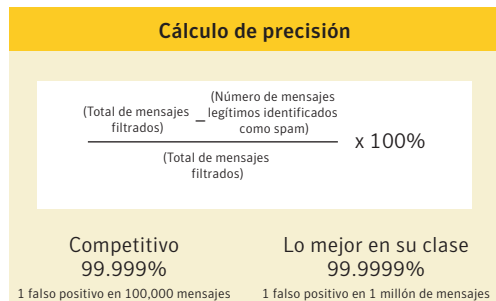 Cálculo de precisión
(Total de mensajes
filtrados)
–
(Número de mensajes
legítimos identificados
como spam)
(Total de mensajes
filtrados)
x 100%
Competitivo
99.999%
1 falso positivo en 100,000 mensajes
Lo mejor en su clase
99.9999%
1 falso positivo en 1 millón de mensajes